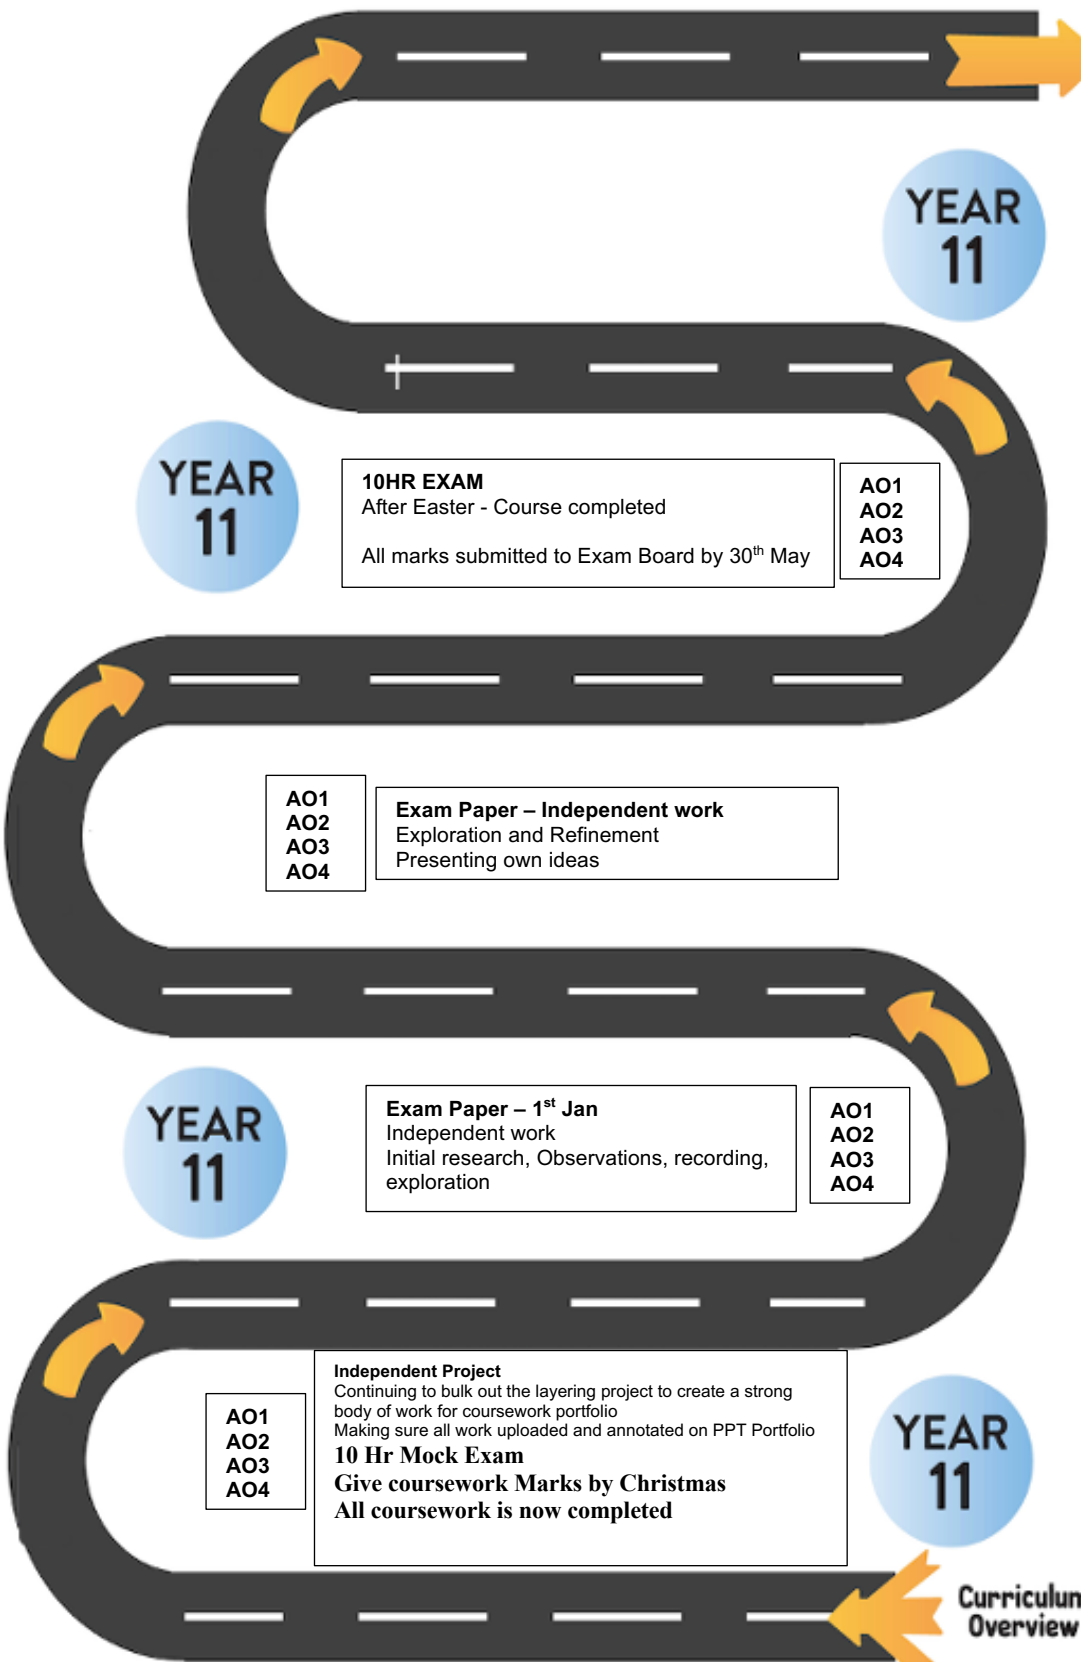 YEAR
11
YEAR
11
10HR EXAM
After Easter - Course completed
All marks submitted to Exam Board by 30th May
AO1
AO2
AO3
AO4
AO1
AO2
AO3
AO4
Exam Paper – Independent work
Exploration and Refinement
Presenting own ideas
YEAR
11
Exam Paper – 1st Jan
Independent work
Initial research, Observations, recording,
exploration
AO1
AO2
AO3
AO4
AO1
AO2
AO3
AO4
Independent Project
Continuing to bulk out the layering project to create a strong
body of work for coursework portfolio
Making sure all work uploaded and annotated on PPT Portfolio
10 Hr Mock Exam
Give coursework Marks by Christmas
All coursework is now completed
YEAR
11
Curriculum
Overview